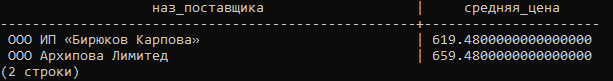 наз_поставщика | средняя_цена
---------------------------------------------------+----------------------
ООО ИП «Бирюков Карпова» | 619.4800000000000000
ООО Архипова Лимитед | 659.4800000000000000
(2 строки)